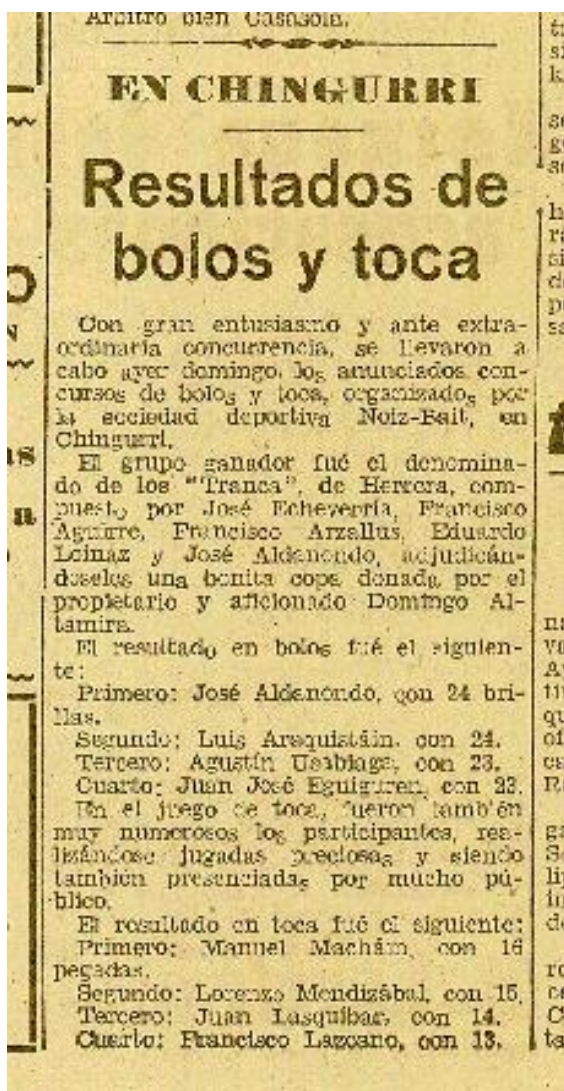 Arbitró bien Casasola.
EN CHINGURRI
Resultados de
bolos y toca
Con gran entusiasmo y ante extra-
ordinaria concurrencia, se llevaron a
cabo ayer domingo, los anunciados con-
cursos de bolos y toca, organizados por
la sociedad deportiva Noiz-Bait, en
Chingurri.
El grupo ganador fué el denomina-
do de los "Tranca", de Herrera, com-
puesto por José Echeverría, Francisco
Aguirre, Francisco Arzallus, Eduardo
Loinaz y José Aldanondo, adjudicán-
doseles una bonita copa donada por el
propietario y aficionado Domingo Al-
tamira.
El resultado en bolos fué el siguien-
te:
Primero: José Aldanondo, con 24 bri-
llas.
Segundo: Luis Araquistáin, con 24.
Tercero: Agustín Usabiaga, con 23.
Cuarto: Juan José Eguiguren, con 23.
En el juego de toca, fueron también
muy numerosos los participantes, rea-
lizándose jugadas preciosas y siendo
también presenciadas por mucho pú-
blico.
El resultado en toca fué el siguiente:
Primero: Manuel Macháin, con 16
pegadas.
Segundo: Lorenzo Mendizábal, con 15.
Tercero: Juan Lasquibar, con 14.
Cuarto: Francisco Lazcano, con 13.